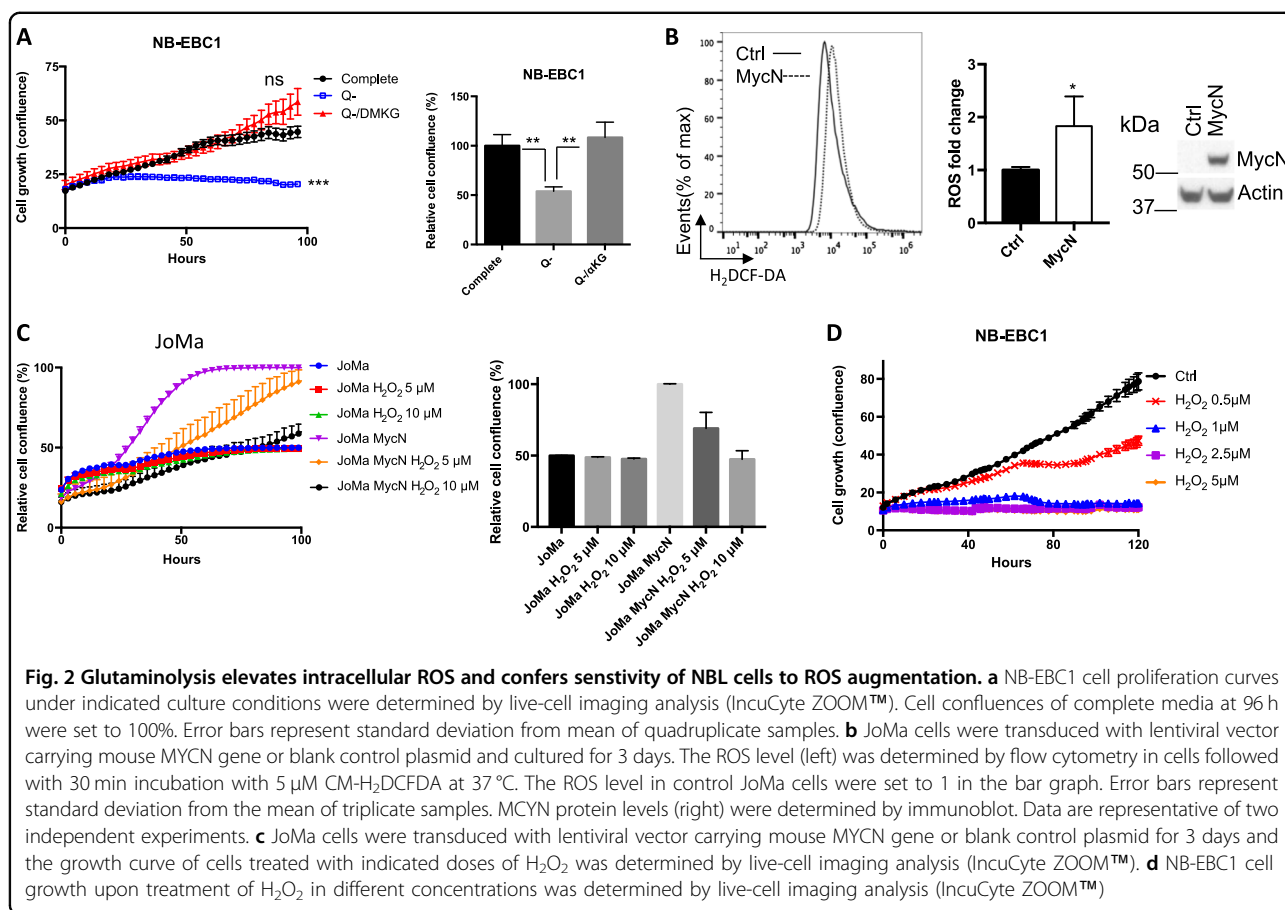 A
NB-EBC1
Cell growth (confluence)
75
50
25
0
0
50
100
Hours
ns
***
Complete
Q-
Q-/DMKG
NB-EBC1
Relative cell confluence (%)
150
100
50
0
**
**
Complete
Q-
Q-/αKG
B
Ctrl
MycN
Events(% of max)
100
80
60
40
20
0
10¹
10²
10³
10⁴
10⁵
10⁶
H₂DCF-DA
ROS fold change
3
2
1
0
*
Ctrl
MycN
kDa
Ctrl
MycN
50
37
MycN
Actin
C
JoMa
Relative cell confluence (%)
100
50
0
0
50
100
Hours
JoMa
JoMa H₂O₂ 5 µM
JoMa H₂O₂ 10 µM
JoMa MycN
JoMa MycN H₂O₂ 5 µM
JoMa MycN H₂O₂ 10 µM
Relative cell confluence (%)
100
50
0
JoMa
JoMa H₂O₂ 5 µM
JoMa H₂O₂ 10 µM
JoMa MycN
JoMa MycN H₂O₂ 5 µM
JoMa MycN H₂O₂ 10 µM
D
NB-EBC1
Cell growth (confluence)
80
60
40
20
0
0
40
80
120
Hours
Ctrl
H₂O₂ 0.5µM
H₂O₂ 1µM
H₂O₂ 2.5µM
H₂O₂ 5µM
Fig. 2 Glutaminolysis elevates intracellular ROS and confers senstivity of NBL cells to ROS augmentation. a NB-EBC1 cell proliferation curves
under indicated culture conditions were determined by live-cell imaging analysis (IncuCyte ZOOM™). Cell confluences of complete media at 96 h
were set to 100%. Error bars represent standard deviation from mean of quadruplicate samples. b JoMa cells were transduced with lentiviral vector
carrying mouse MYCN gene or blank control plasmid and cultured for 3 days. The ROS level (left) was determined by flow cytometry in cells followed
with 30 min incubation with 5 µM CM-H₂DCFDA at 37 °C. The ROS level in control JoMa cells were set to 1 in the bar graph. Error bars represent
standard deviation from the mean of triplicate samples. MCYN protein levels (right) were determined by immunoblot. Data are representative of two
independent experiments. c JoMa cells were transduced with lentiviral vector carrying mouse MYCN gene or blank control plasmid for 3 days and
the growth curve of cells treated with indicated doses of H₂O₂ was determined by live-cell imaging analysis (IncuCyte ZOOM™). d NB-EBC1 cell
growth upon treatment of H₂O₂ in different concentrations was determined by live-cell imaging analysis (IncuCyte ZOOM™)